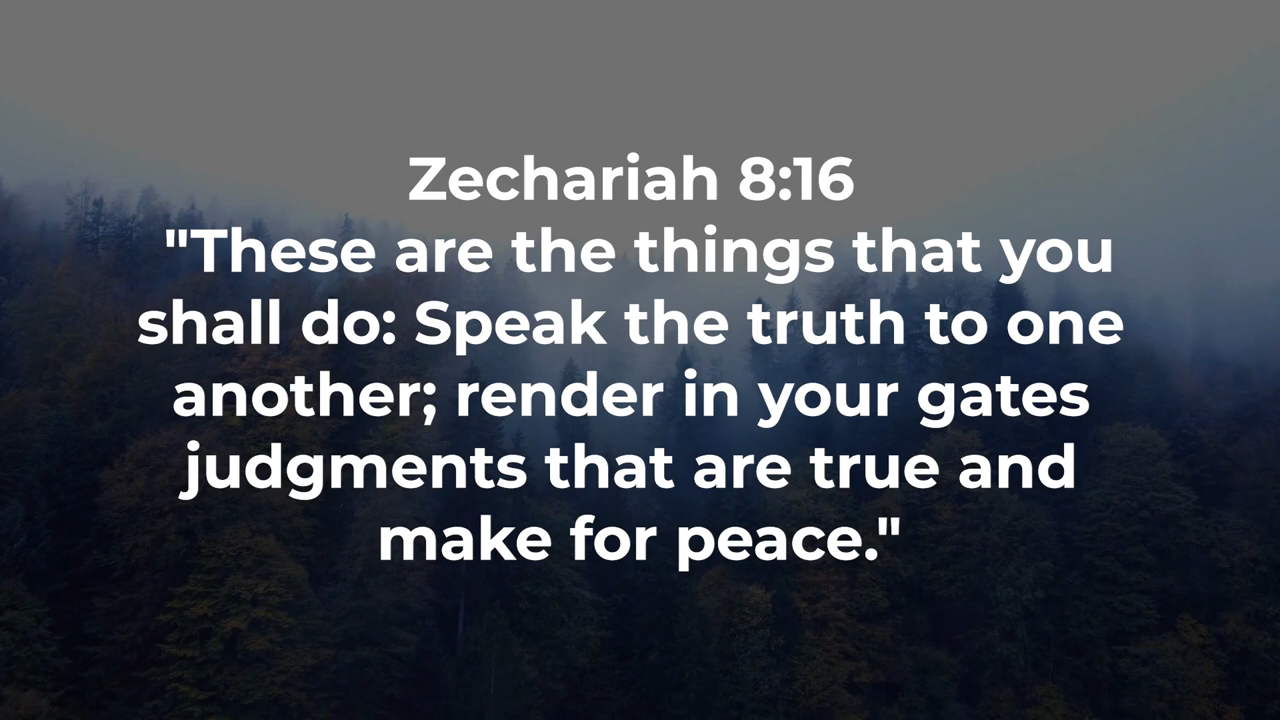 Zechariah 8:16
"These are the things that you
shall do: Speak the truth to one
another; render in your gates
judgments that are true and
make for peace."